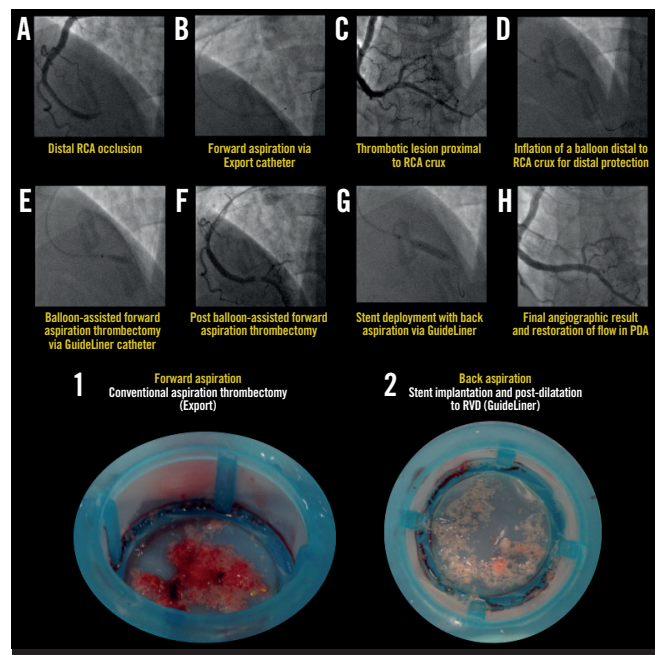 A
B
C
D
Distal RCA occlusion
Forward aspiration via
Export catheter
Thrombotic lesion proximal
to RCA crux
Inflation of a balloon distal to
RCA crux for distal protection
E
F
G
H
Balloon-assisted forward
aspiration thrombectomy
via GuideLiner catheter
Post balloon-assisted forward
aspiration thrombectomy
Stent deployment with back
aspiration via GuideLiner
Final angiographic result
and restoration of flow in PDA
1
Forward aspiration
Conventional aspiration thrombectomy
(Export)
2
Back aspiration
Stent implantation and post-dilatation
to RVD (GuideLiner)